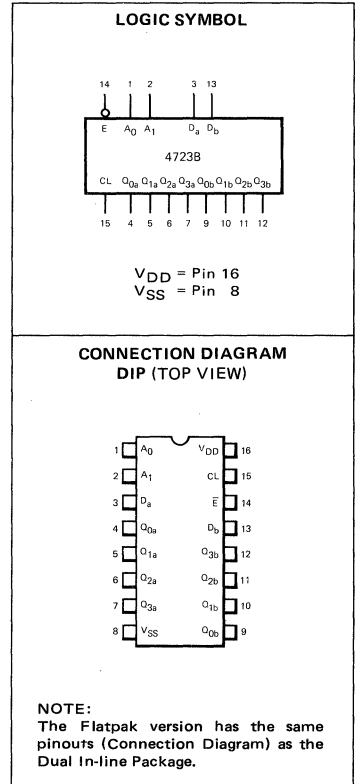 LOGIC SYMBOL
14 1 2 3 13
E A0 A1 Da Db
4723B
CL Q0a Q1a Q2a Q3a Q0b Q1b Q2b Q3b
15 4 5 6 7 9 10 11 12
VDD = Pin 16
VSS = Pin 8
CONNECTION DIAGRAM
DIP (TOP VIEW)
1 A0 VDD 16
2 A1 CL 15
3 Da E̅ 14
4 Q0a Db 13
5 Q1a Q3b 12
6 Q2a Q2b 11
7 Q3a Q1b 10
8 VSS Q0b 9
NOTE:
The Flatpak version has the same
pinouts (Connection Diagram) as the
Dual In-line Package.